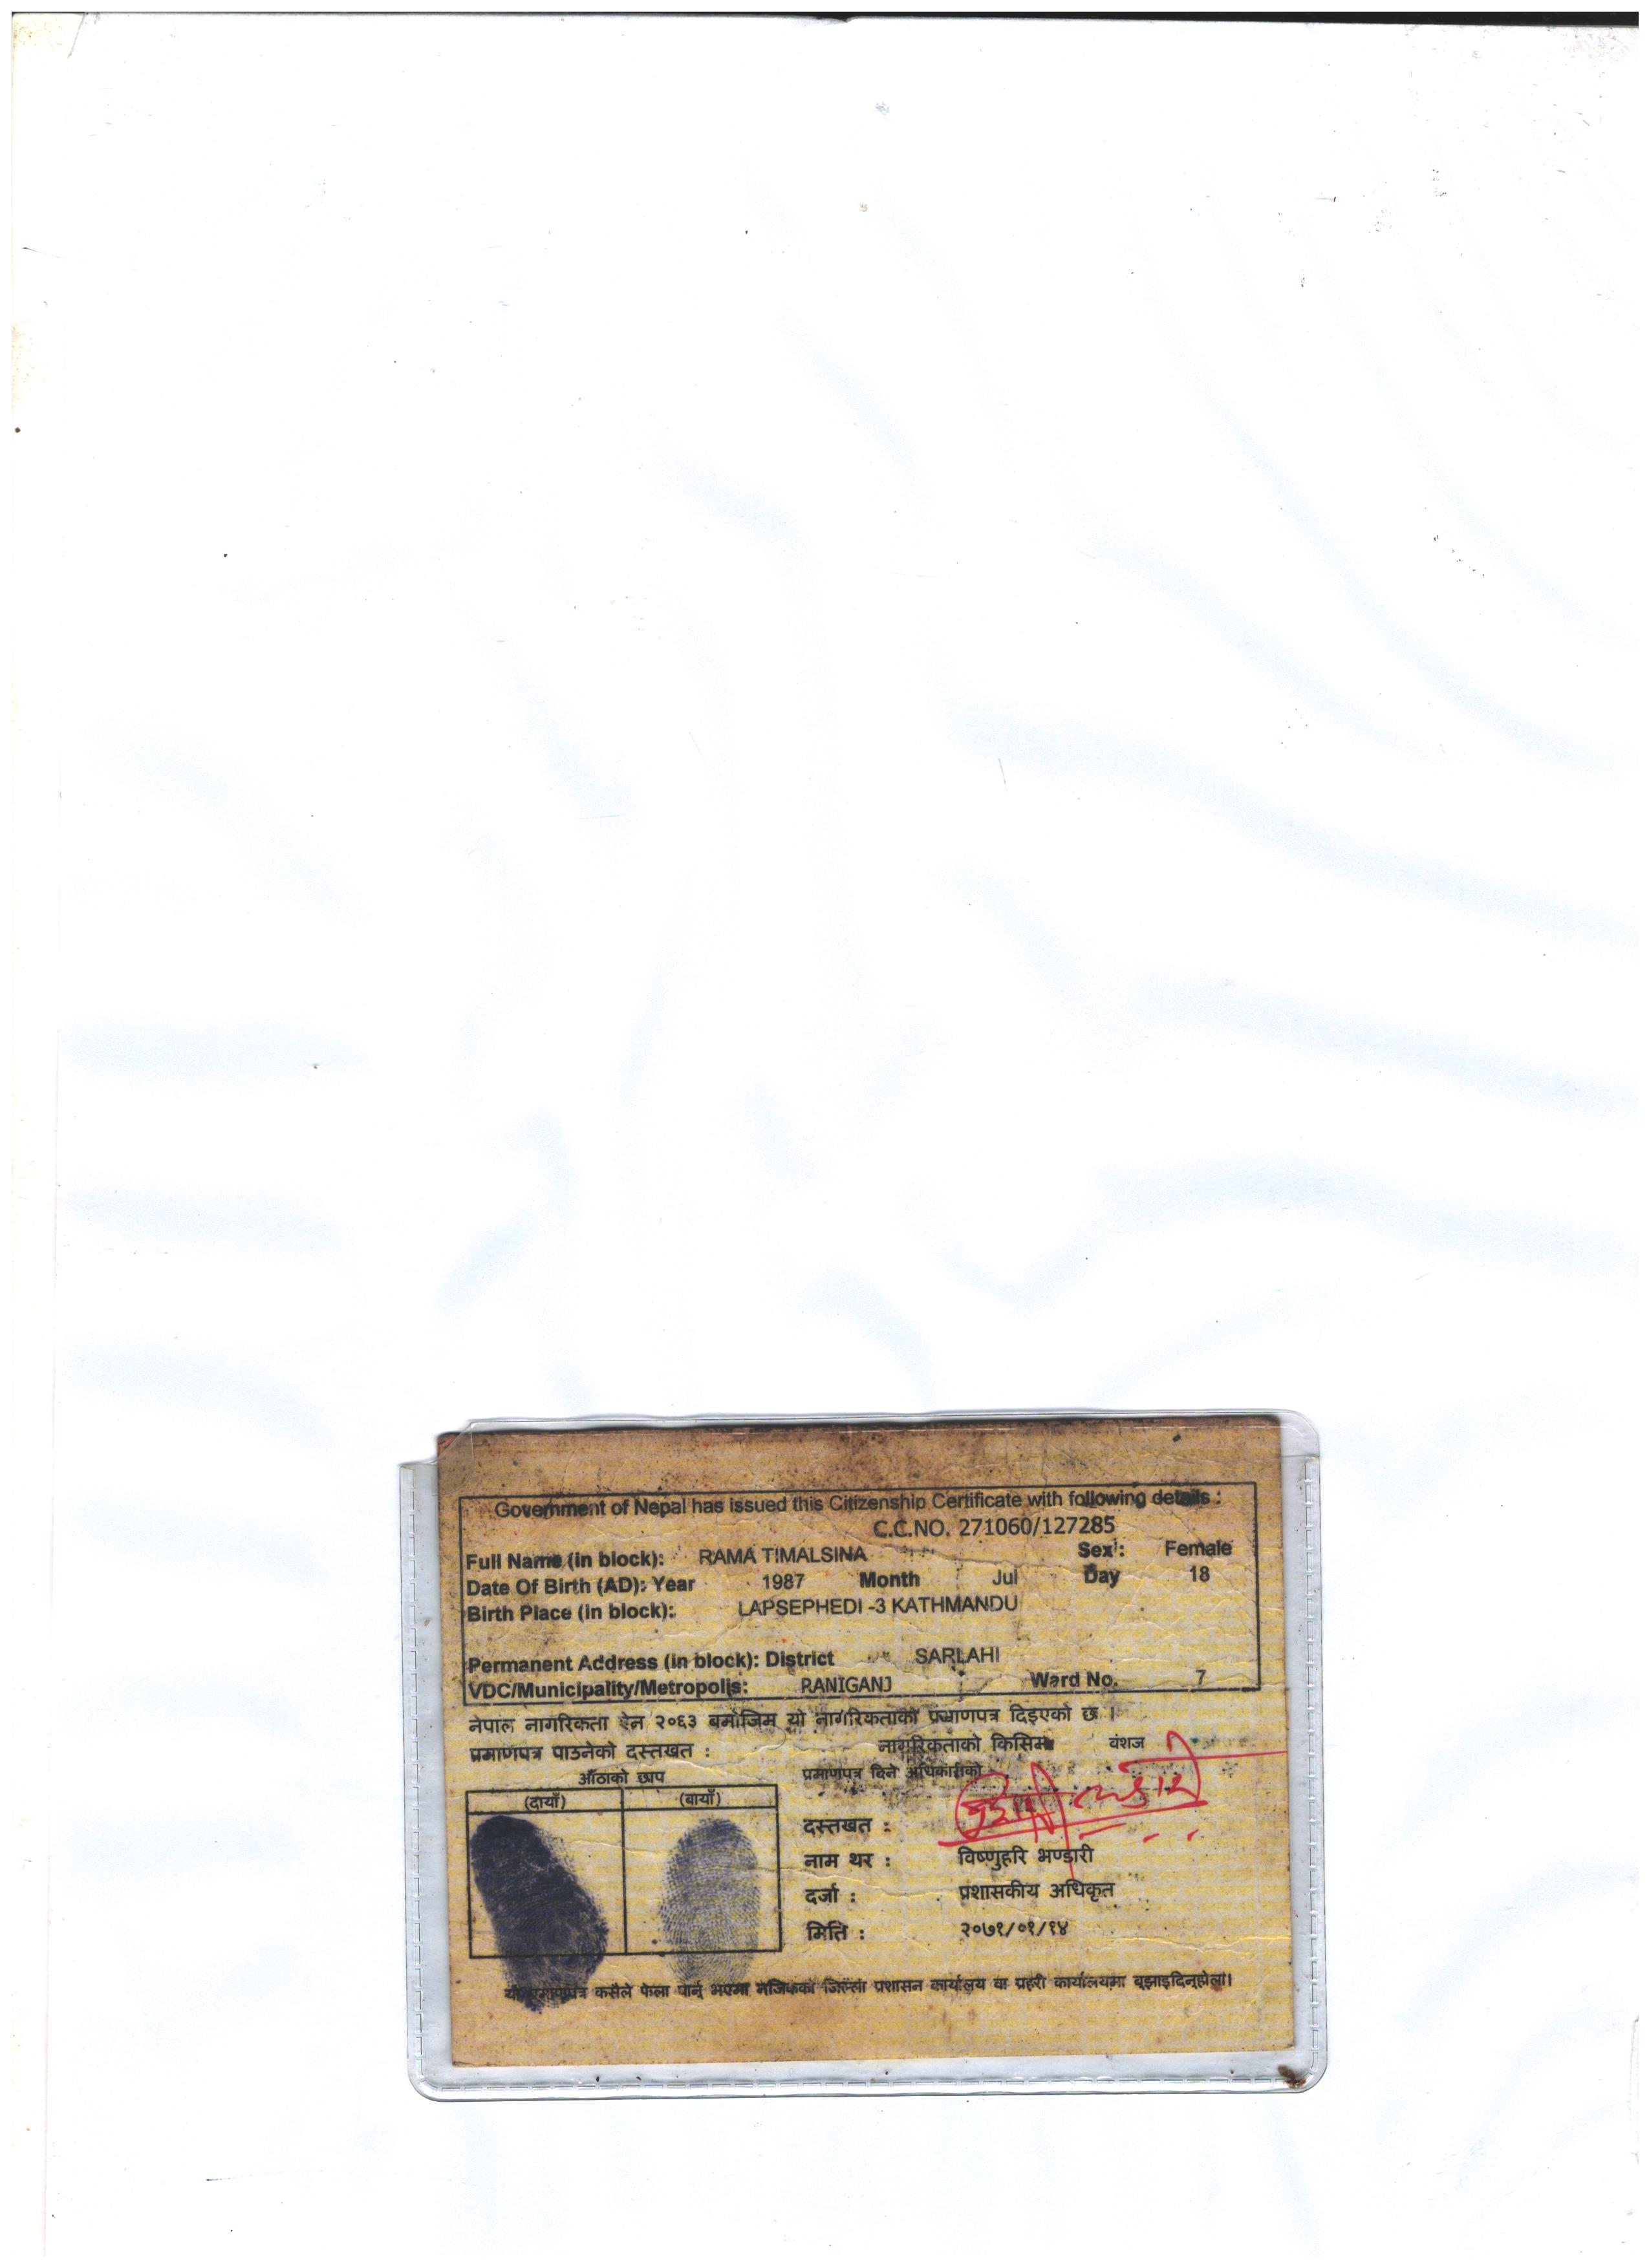 Government of Nepal has issued this Citizenship Certificate with following details :
C.C.NO. 271060/127285
Full Name (in block): RAMA TIMALSINA Sex : Female
Date Of Birth (AD): Year 1987 Month Jul Day 18
Birth Place (in block): LAPSEPHEDI -3 KATHMANDU
Permanent Address (in block): District SARLAHI
VDC/Municipality/Metropolis: RANIGANJ Ward No. 7
नेपाल नागरिकता ऐन २०६३ बमोजिम यो नागरिकताको प्रमाणपत्र दिइएको छ ।
प्रमाणपत्र पाउनेको दस्तखत : नागरिकताको किसिम वंशज
औंठाको छाप प्रमाणपत्र दिने अधिकारीको
(दायाँ) (बायाँ)
दस्तखत :
नाम थर : विष्णुहरि भण्डारी
दर्जा : प्रशासकीय अधिकृत
मिति : २०७१/०१/१४
कसैले फेला पार्नु भएमा नजिकको जिल्ला प्रशासन कार्यालय वा प्रहरी कार्यालयमा बुझाइदिनुहोला।